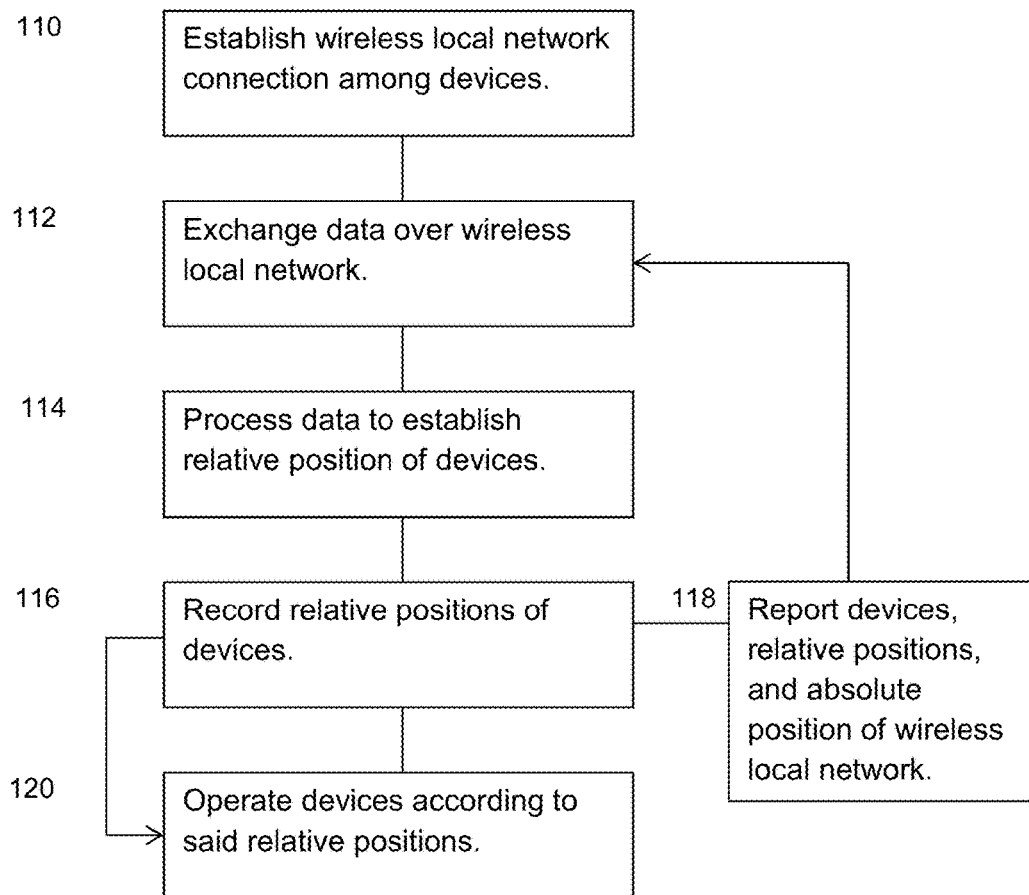 110
Establish wireless local network
connection among devices.
112
Exchange data over wireless
local network.
114
Process data to establish
relative position of devices.
116
Record relative positions of
devices.
118
Report devices,
relative positions,
and absolute
position of wireless
local network.
120
Operate devices according to
said relative positions.